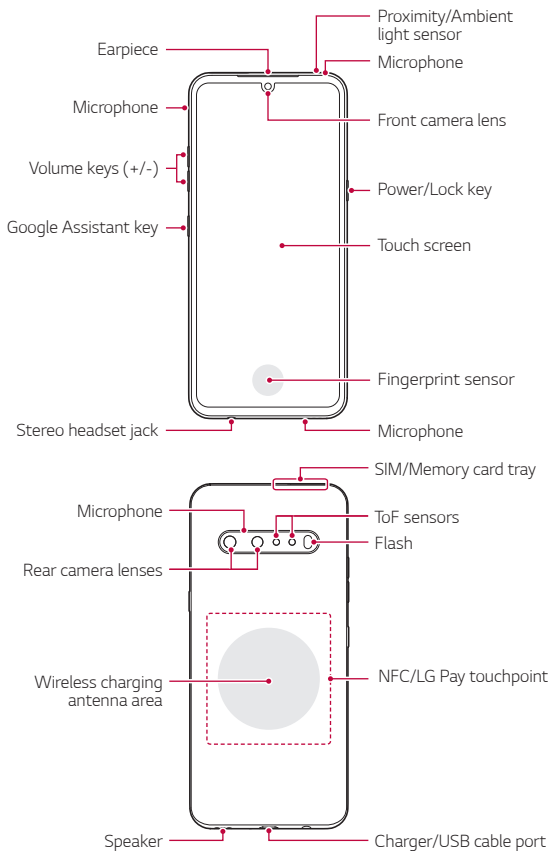 Proximity/Ambient
light sensor
Earpiece
Microphone
Microphone
Front camera lens
Volume keys (+/-)
Power/Lock key
Google Assistant key
Touch screen
Fingerprint sensor
Stereo headset jack
Microphone
SIM/Memory card tray
Microphone
ToF sensors
Flash
Rear camera lenses
Wireless charging
antenna area
NFC/LG Pay touchpoint
Speaker
Charger/USB cable port